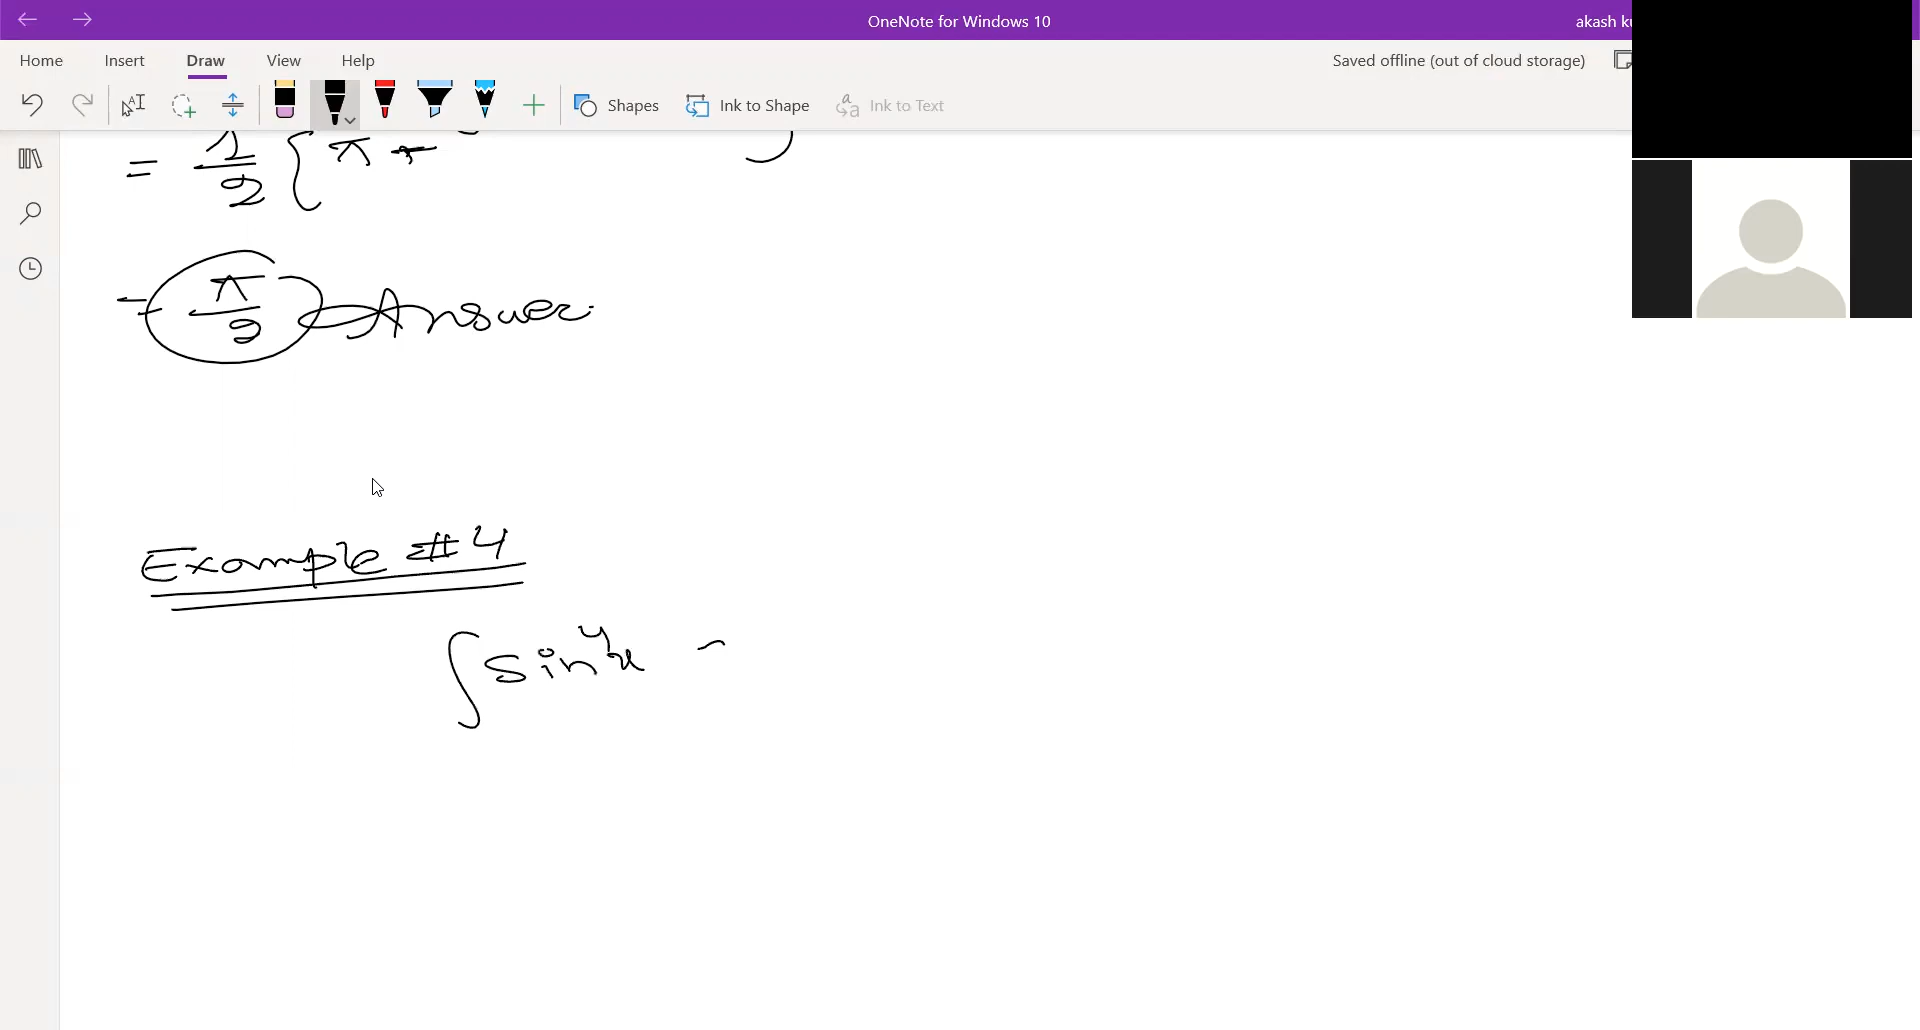 OneNote for Windows 10
akash ku
Home Insert Draw View Help
Saved offline (out of cloud storage)
Shapes Ink to Shape Ink to Text
= 1/2 { π -
= π/2 Answer.
Example # 4
∫ sin⁴x